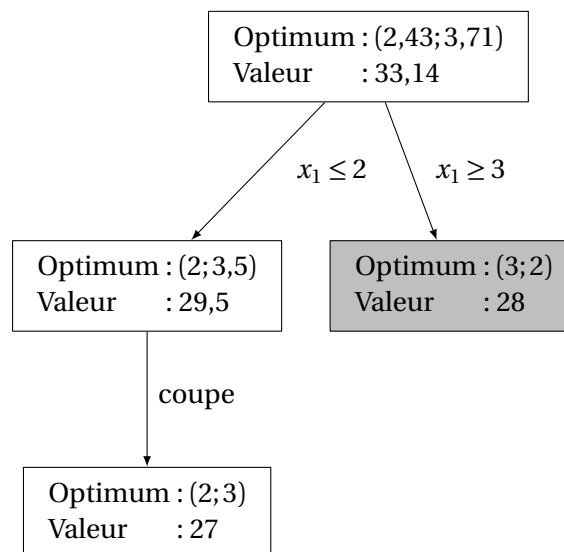 Optimum : (2,43; 3,71)
Valeur : 33,14
x₁ ≤ 2
x₁ ≥ 3
Optimum : (2; 3,5)
Valeur : 29,5
Optimum : (3; 2)
Valeur : 28
coupe
Optimum : (2; 3)
Valeur : 27